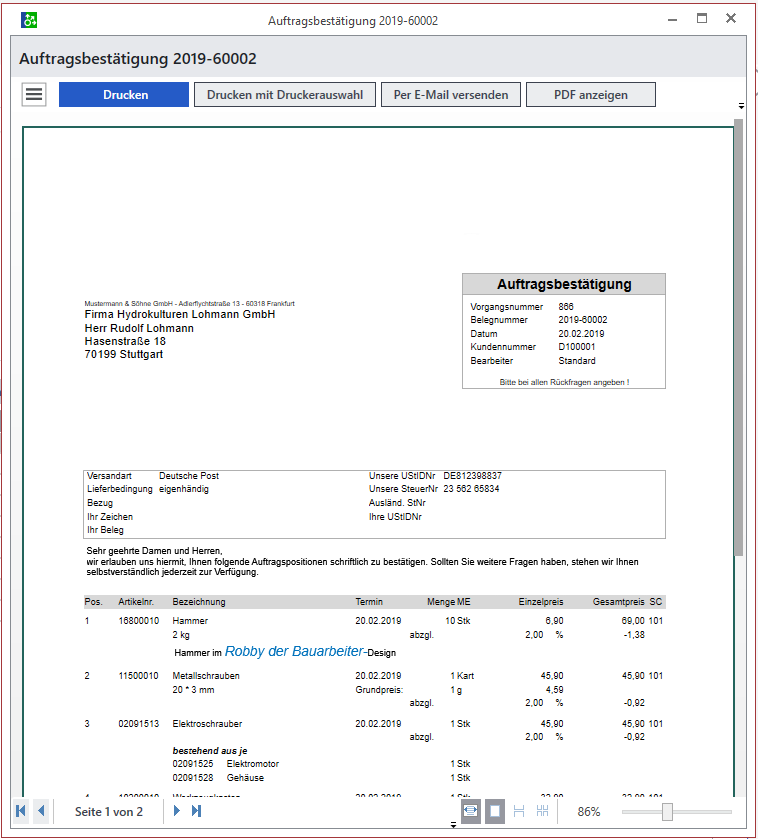 Auftragsbestätigung 2019-60002
Auftragsbestätigung 2019-60002
Drucken Drucken mit Druckerauswahl Per E-Mail versenden PDF anzeigen
Mustermann & Söhne GmbH - Adlerflychtstraße 13 - 60318 Frankfurt
Firma Hydrokulturen Lohmann GmbH
Herr Rudolf Lohmann
Hasenstraße 18
70199 Stuttgart
Auftragsbestätigung
Vorgangsnummer 866
Belegnummer 2019-60002
Datum 20.02.2019
Kundennummer D100001
Bearbeiter Standard
Bitte bei allen Rückfragen angeben !
Versandart Deutsche Post Unsere UStIDNr DE812398837
Lieferbedingung eigenhändig Unsere SteuerNr 23 562 65834
Bezug Ausländ. StNr
Ihr Zeichen Ihre UStIDNr
Ihr Beleg
Sehr geehrte Damen und Herren,
wir erlauben uns hiermit, Ihnen folgende Auftragspositionen schriftlich zu bestätigen. Sollten Sie weitere Fragen haben, stehen wir Ihnen
selbstverständlich jederzeit zur Verfügung.
Pos. Artikelnr. Bezeichnung Termin Menge ME Einzelpreis Gesamtpreis SC
1 16800010 Hammer 20.02.2019 10 Stk 6,90 69,00 101
2 kg abzgl. 2,00 % -1,38
Hammer im Robby der Bauarbeiter-Design
2 11500010 Metallschrauben 20.02.2019 1 Kart 45,90 45,90 101
20 * 3 mm Grundpreis: 1 g 4,59
abzgl. 2,00 % -0,92
3 02091513 Elektroschrauber 20.02.2019 1 Stk 45,90 45,90 101
abzgl. 2,00 % -0,92
bestehend aus je
02091525 Elektromotor 1 Stk
02091528 Gehäuse 1 Stk
Seite 1 von 2 86%